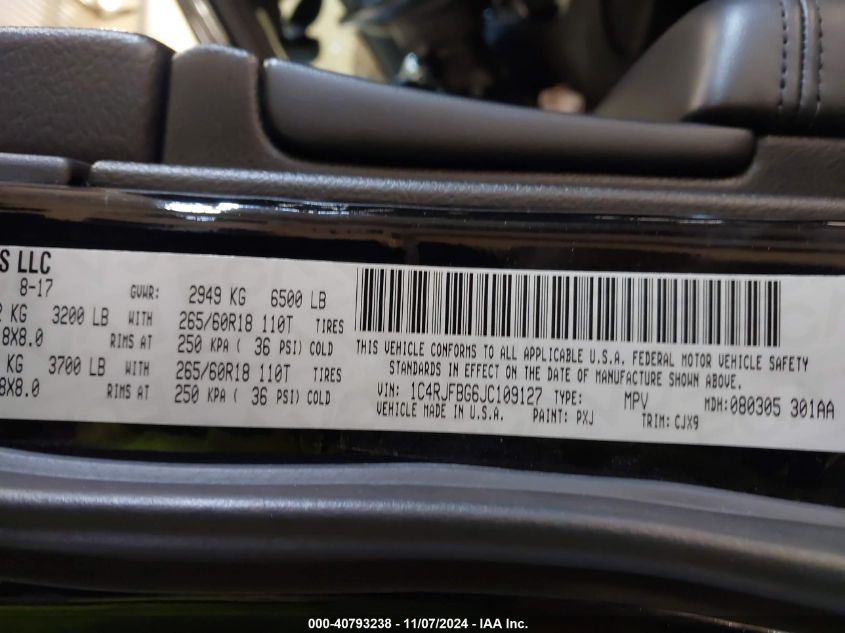 S LLC
8-17 GVWR: 2949 KG 6500 LB
KG 3200 LB WITH 265/60R18 110T TIRES
8X8.0 RIMS AT 250 KPA ( 36 PSI) COLD
KG 3700 LB WITH 265/60R18 110T TIRES
8X8.0 RIMS AT 250 KPA ( 36 PSI) COLD
THIS VEHICLE CONFORMS TO ALL APPLICABLE U.S.A. FEDERAL MOTOR VEHICLE SAFETY
STANDARDS IN EFFECT ON THE DATE OF MANUFACTURE SHOWN ABOVE.
VIN: 1C4RJFBG6JC109127 TYPE: MPV MDH: 080305 301AA
VEHICLE MADE IN U.S.A. PAINT: PXJ TRIM: CJX9
000-40793238 - 11/07/2024 - IAA Inc.